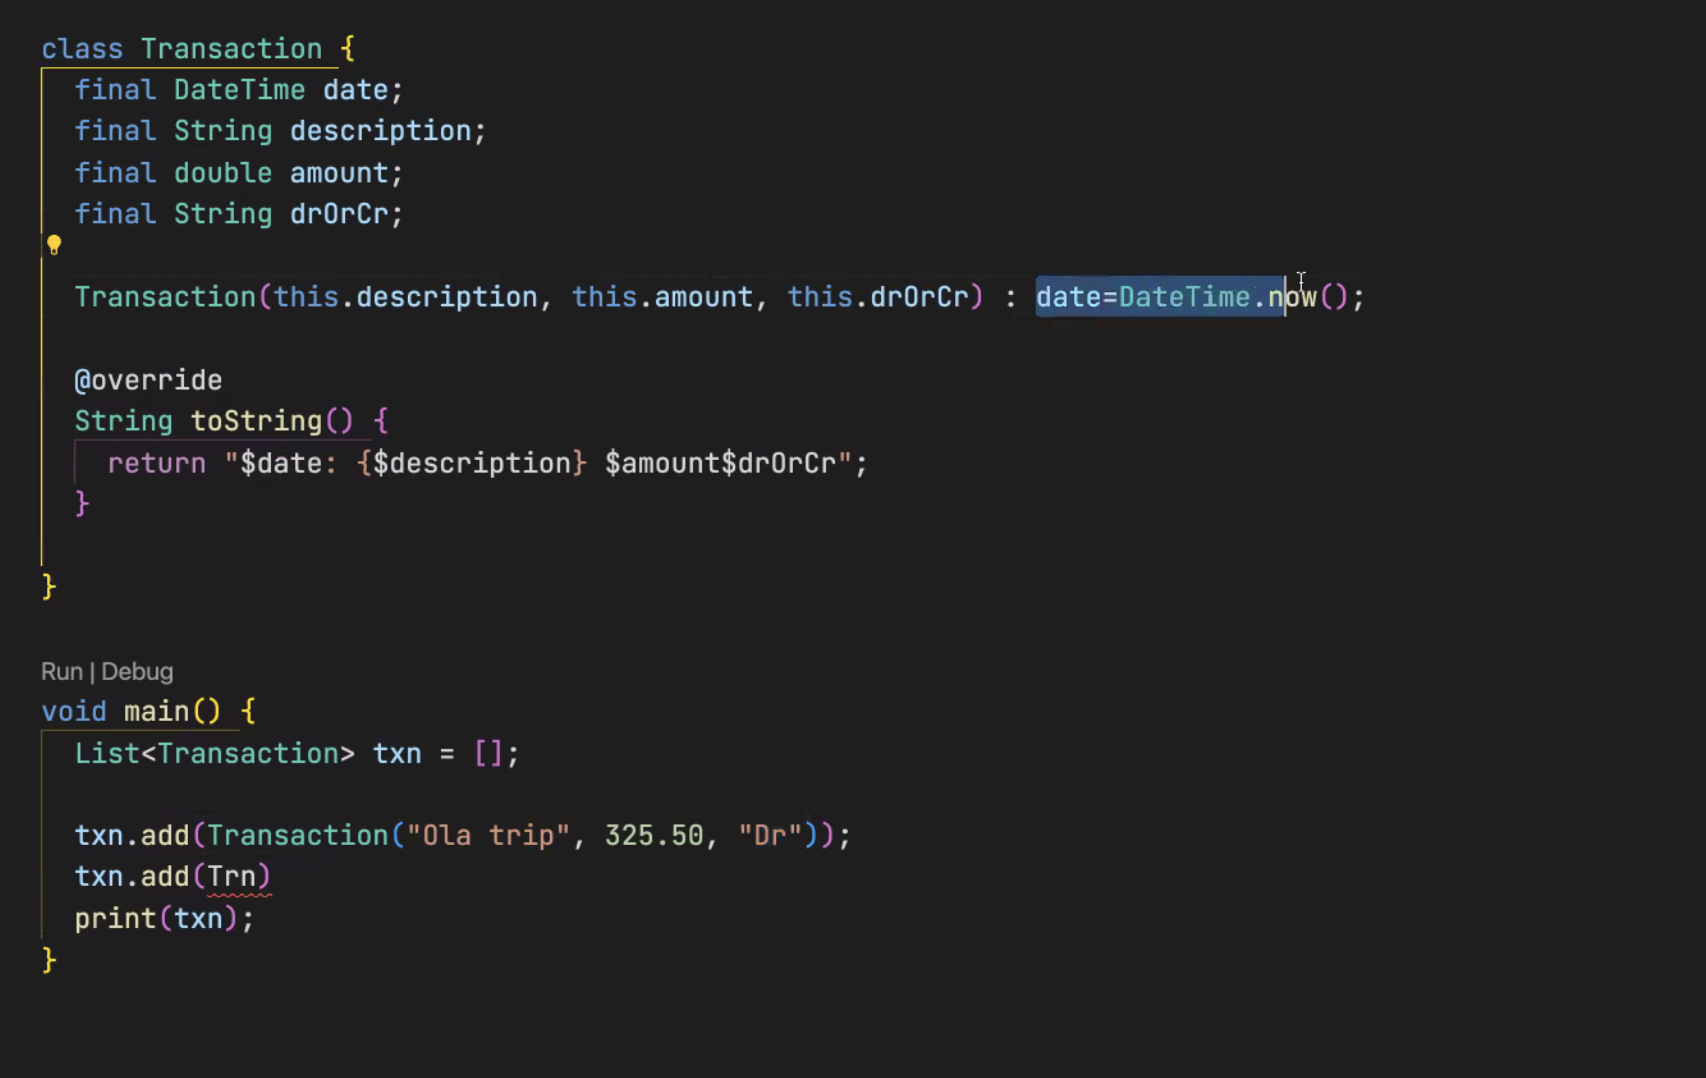 class Transaction {
final DateTime date;
final String description;
final double amount;
final String drOrCr;
Transaction(this.description, this.amount, this.drOrCr) : date=DateTime.now();
@override
String toString() {
return "$date: {$description} $amount$drOrCr";
}
}
Run | Debug
void main() {
List<Transaction> txn = [];
txn.add(Transaction("Ola trip", 325.50, "Dr"));
txn.add(Trn)
print(txn);
}